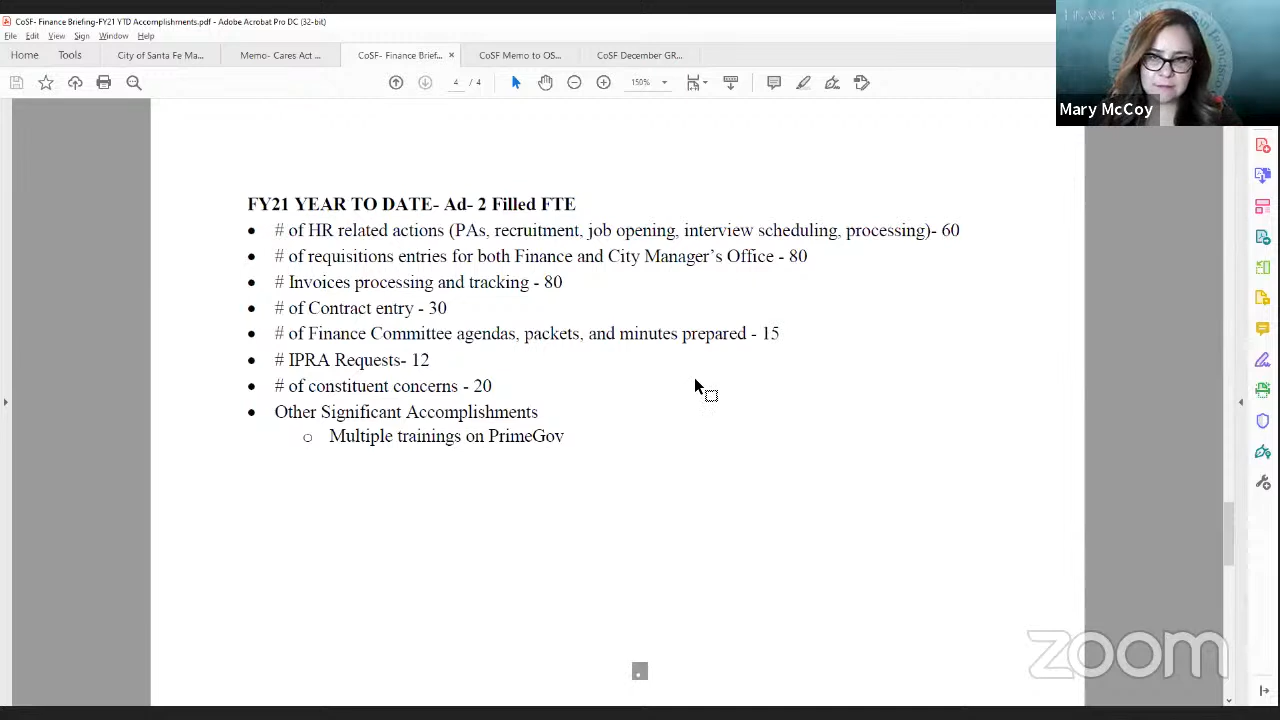 CoSF- Finance Briefing-FY21 YTD Accomplishments.pdf - Adobe Acrobat Pro DC (32-bit)
File Edit View Sign Window Help
Home Tools City of Santa Fe Ma... Memo- Cares Act ... CoSF- Finance Brief... × CoSF Memo to OS... CoSF December GR...
4 / 4 150%
Mary McCoy
FY21 YEAR TO DATE- Ad- 2 Filled FTE
• # of HR related actions (PAs, recruitment, job opening, interview scheduling, processing)- 60
• # of requisitions entries for both Finance and City Manager’s Office - 80
• # Invoices processing and tracking - 80
• # of Contract entry - 30
• # of Finance Committee agendas, packets, and minutes prepared - 15
• # IPRA Requests- 12
• # of constituent concerns - 20
• Other Significant Accomplishments
o Multiple trainings on PrimeGov
zoom